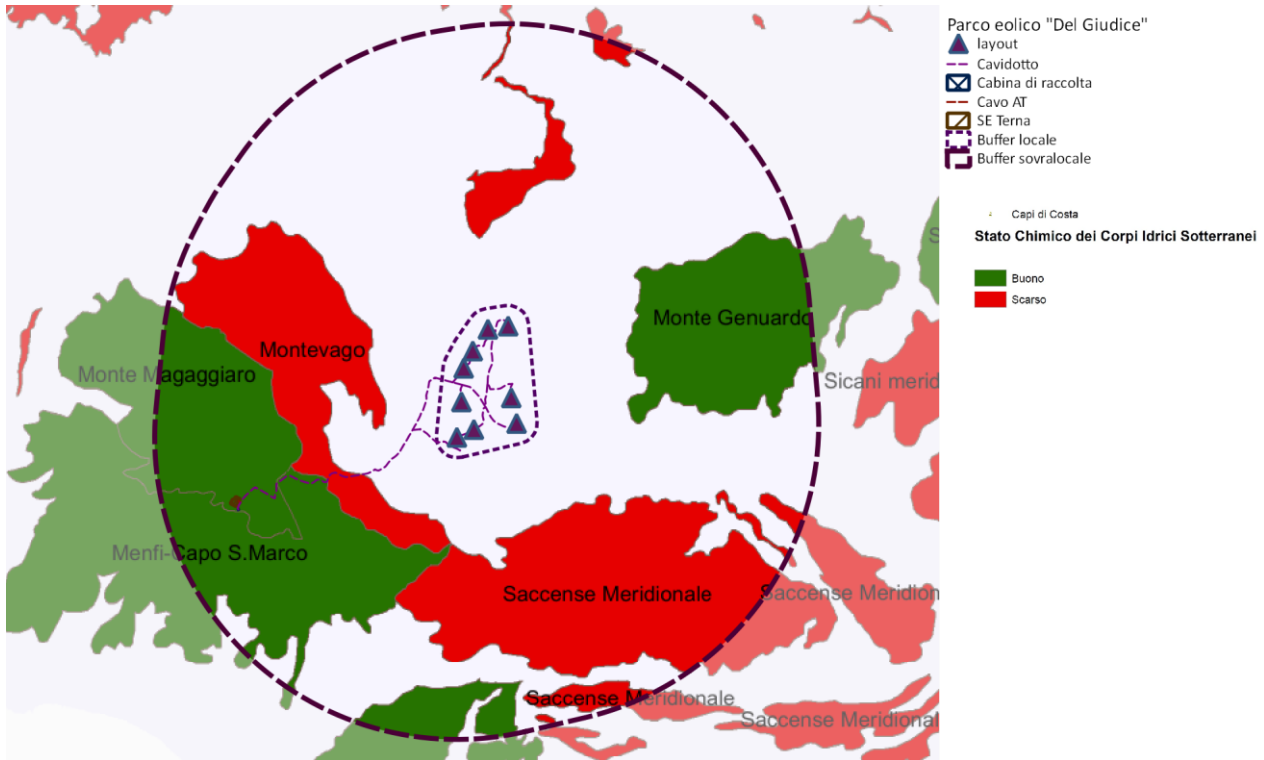 Parco eolico "Del Giudice"
layout
Cavidotto
Cabina di raccolta
Cavo AT
SE Terna
Buffer locale
Buffer sovralocale
Capi di Costa
Stato Chimico dei Corpi Idrici Sotterranei
Buono
Scarso
S
Monte Genuardo
Montevago
Monte Magaggiaro
Sicani merid
Menfi-Capo S.Marco
Saccense Meridionale
Saccense Meridion
Saccense Meridionale
Saccense Meridional